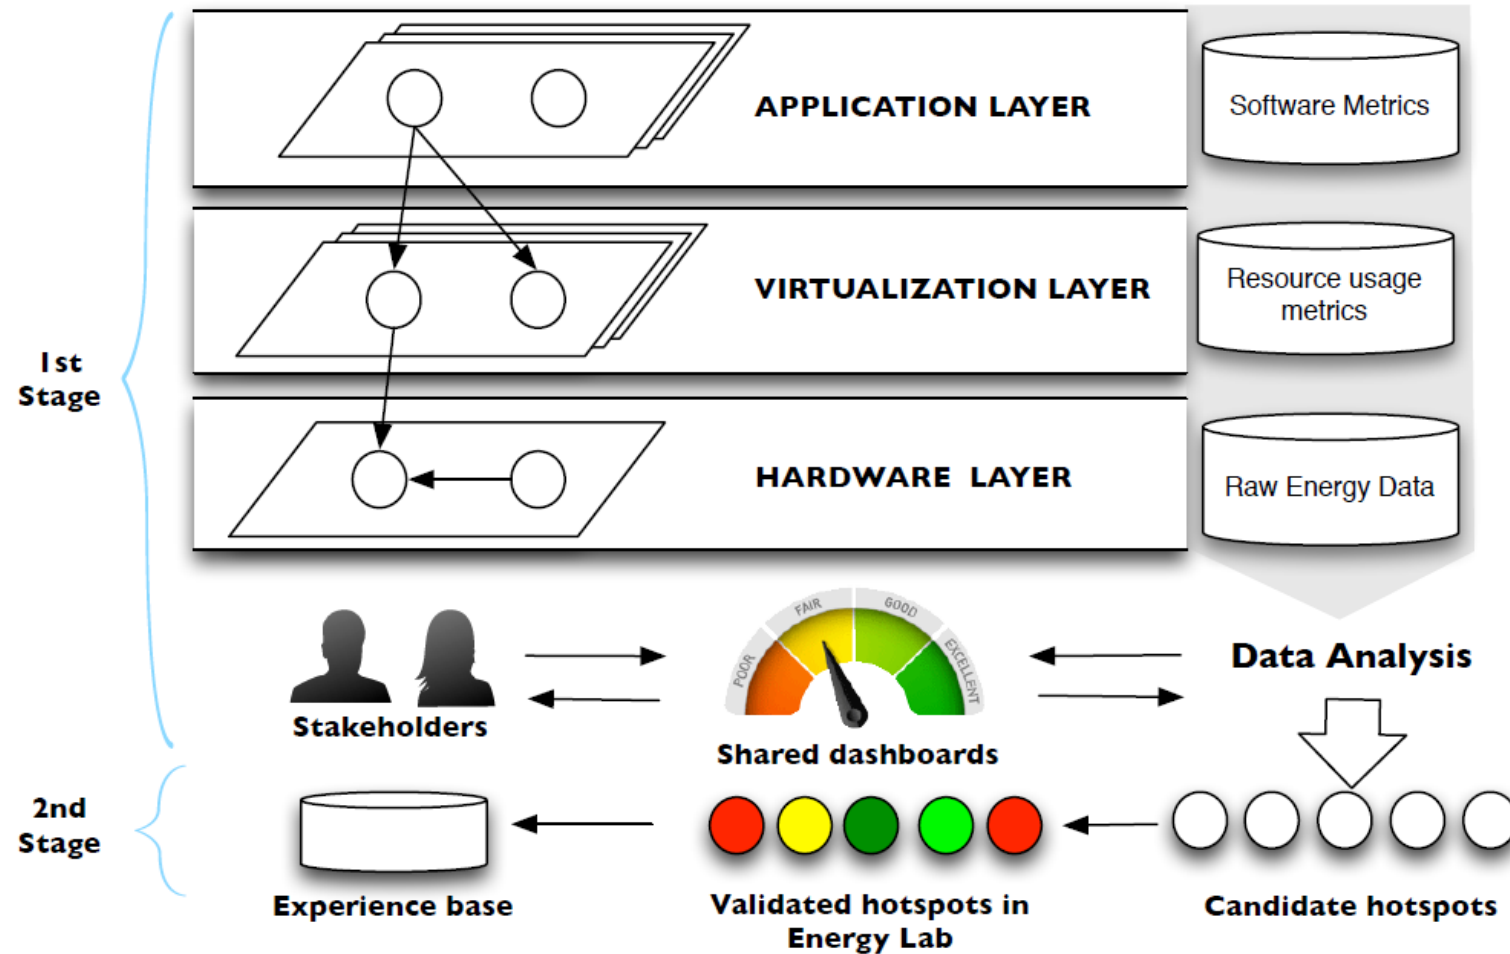 APPLICATION LAYER
Software Metrics
VIRTUALIZATION LAYER
Resource usage
metrics
1st
Stage
HARDWARE LAYER
Raw Energy Data
POOR
FAIR
GOOD
EXCELLENT
Stakeholders
Shared dashboards
Data Analysis
2nd
Stage
Experience base
Validated hotspots in
Energy Lab
Candidate hotspots